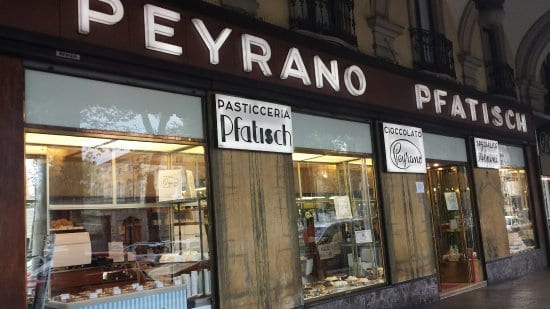 PEYRANO PFATISCH
PASTICCERIA
Pfatisch
CIOCCOLATO
Peyrano